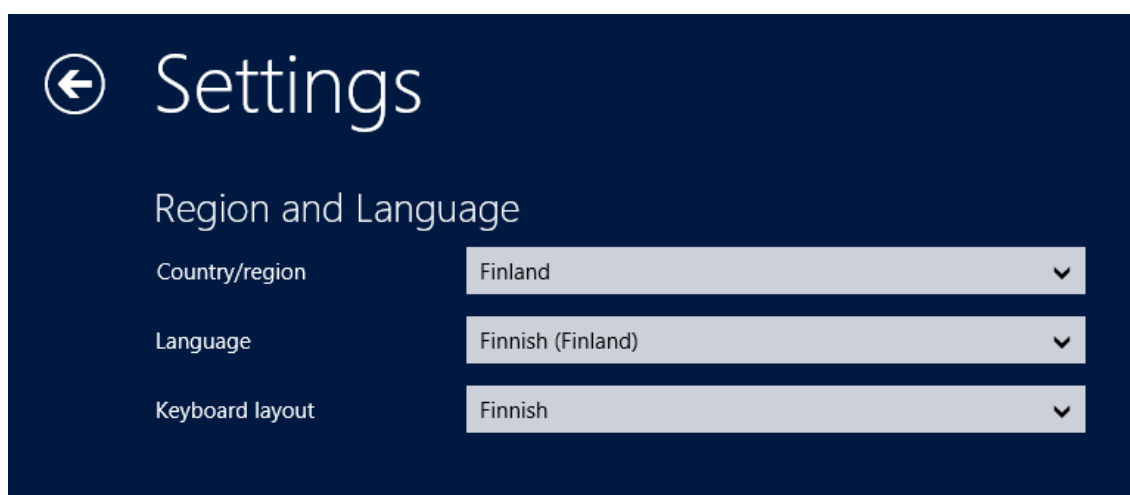 Settings
Region and Language
Country/region Finland
Language Finnish (Finland)
Keyboard layout Finnish